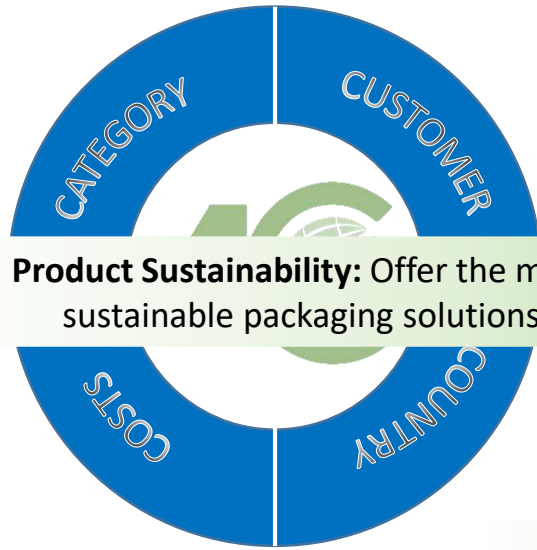 CATEGORY
CUSTOMER
Product Sustainability: Offer the m
sustainable packaging solutions
COSTS
COUNTRY